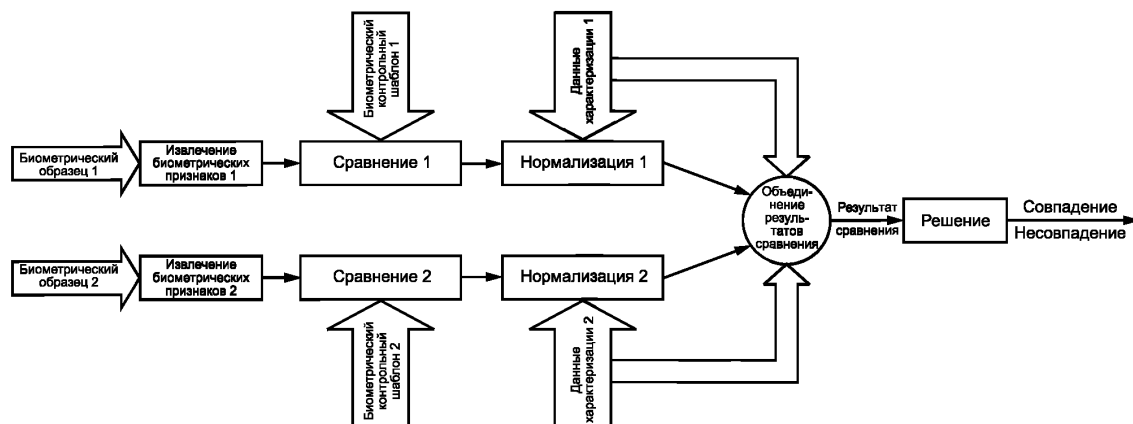 Биометрический
контрольный
шаблон 1
Данные
характеризации 1
Биометрический
образец 1
Извлечение
биометрических
признаков 1
Сравнение 1
Нормализация 1
Объеди-
нение
резуль-
татов
сравнения
Результат
сравнения
Решение
Совпадение
Несовпадение
Биометрический
образец 2
Извлечение
биометрических
признаков 2
Сравнение 2
Нормализация 2
Биометрический
контрольный
шаблон 2
Данные
характеризации 2